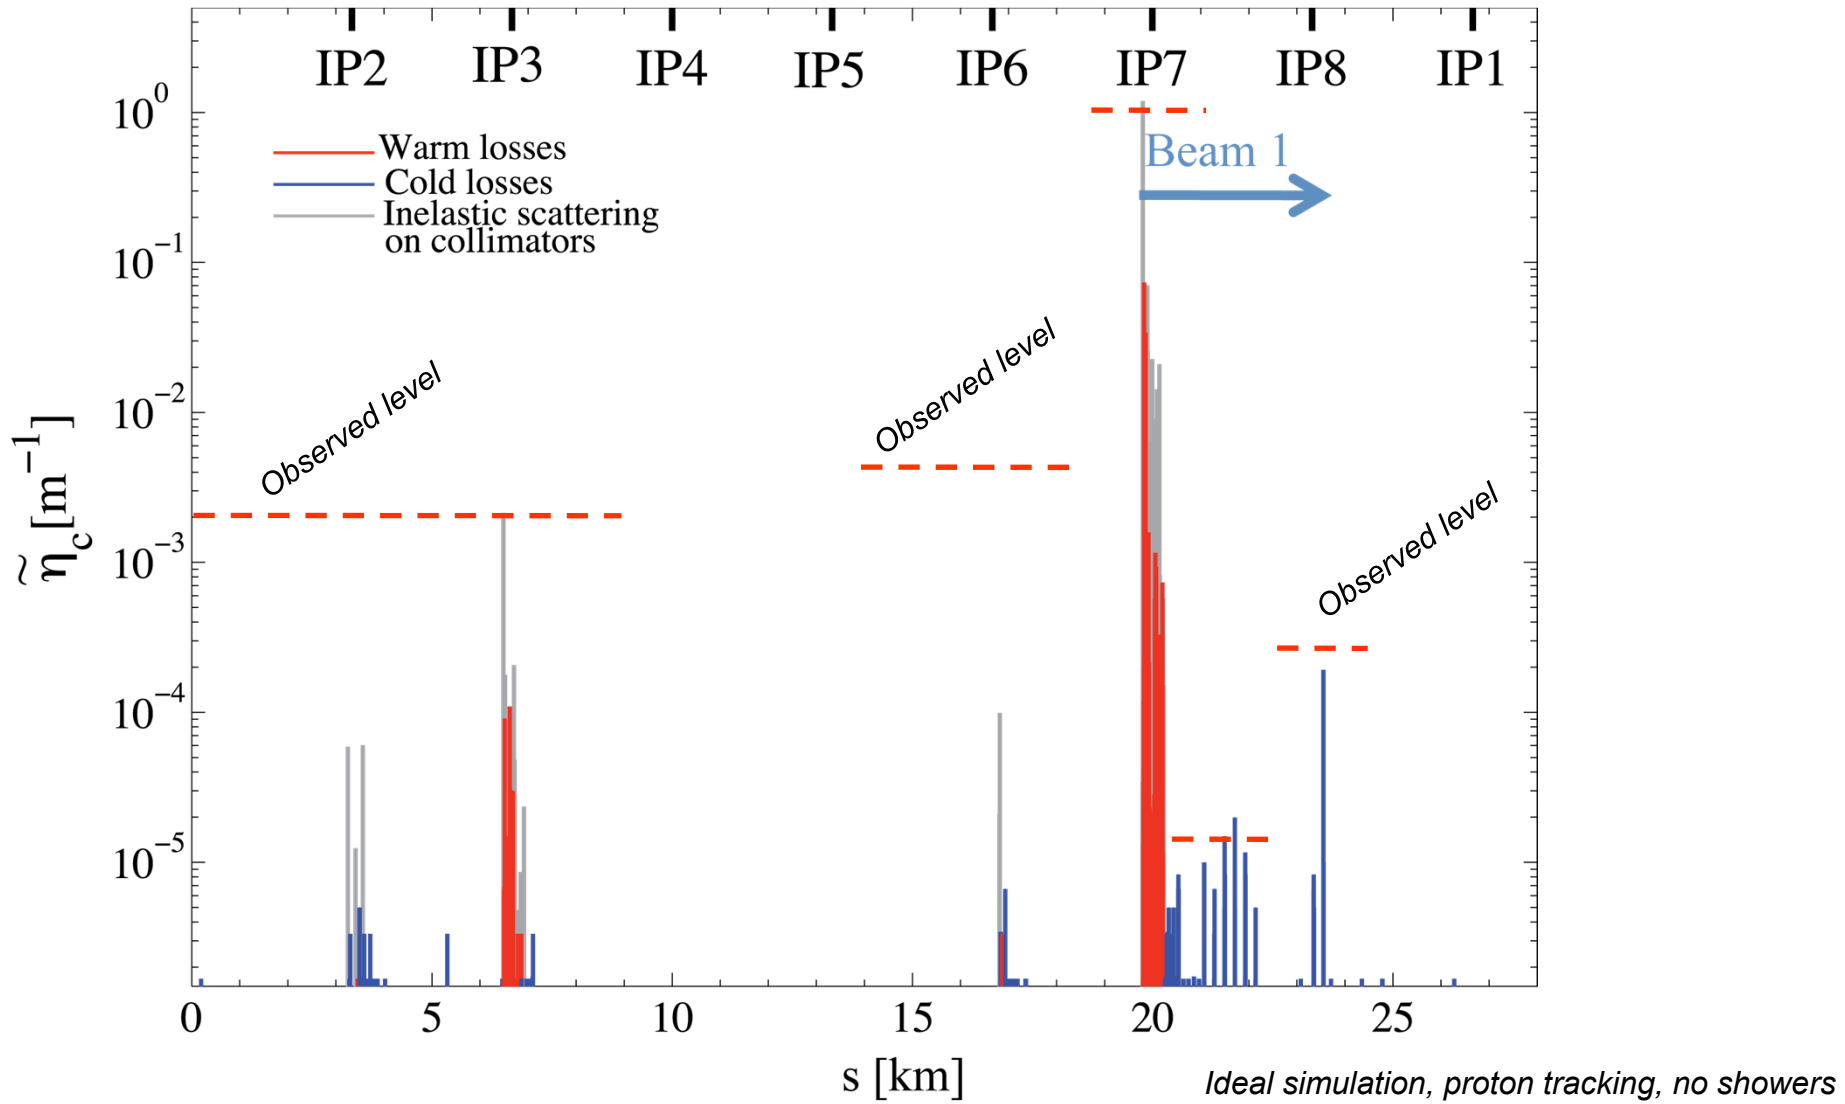 IP2 IP3 IP4 IP5 IP6 IP7 IP8 IP1
10⁰
Warm losses
Beam 1
Cold losses
Inelastic scattering
on collimators
10⁻¹
Observed level
Observed level
10⁻²
Observed level
10⁻³
η̃c[m⁻¹]
10⁻⁴
10⁻⁵
0 5 10 15 20 25
s [km]
Ideal simulation, proton tracking, no showers